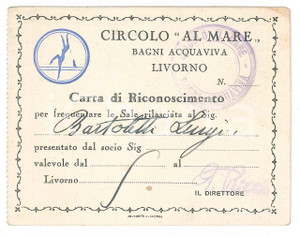 CIRCOLO "AL MARE"
BAGNI ACQUAVIVA
LIVORNO
N.
Carta di Riconoscimento
per frequentare le Sale rilasciata al Sig.
Bartoletti Luigi
presentato dal socio Sig
valevole dal al
Livorno
IL DIRETTORE